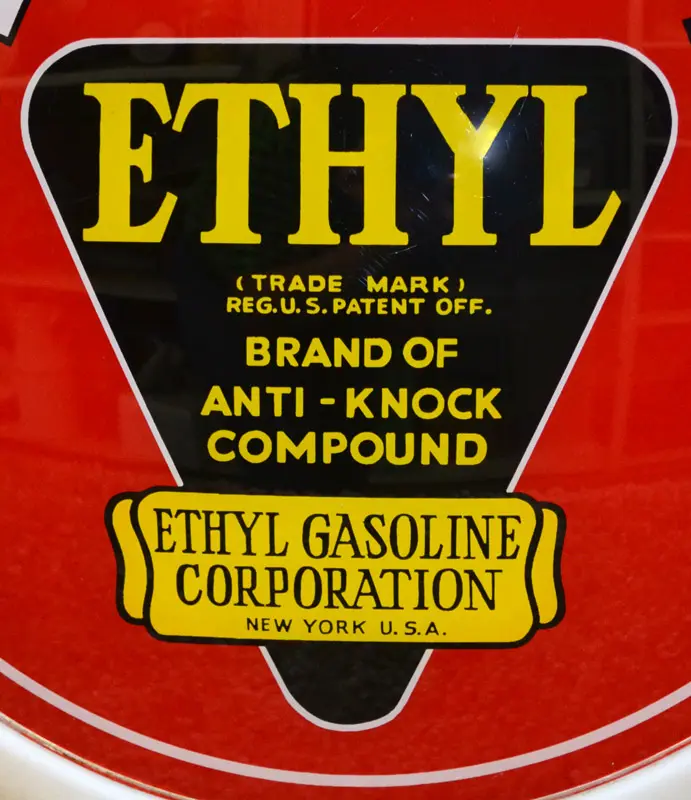 ETHYL
(TRADE MARK)
REG.U.S.PATENT OFF.
BRAND OF
ANTI-KNOCK
COMPOUND
ETHYL GASOLINE
CORPORATION
NEW YORK U.S.A.